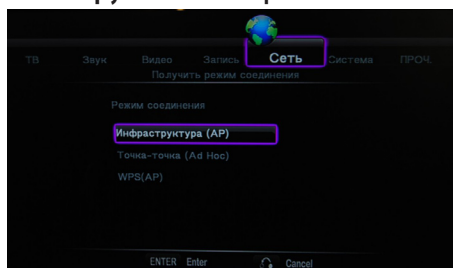 ТВ Звук Видео Запись Сеть Система ПРОЧ.
Получить режим соединения
Режим соединения
Инфраструктура (AP)
Точка-точка (Ad Hoc)
WPS(AP)
ENTER Enter Cancel